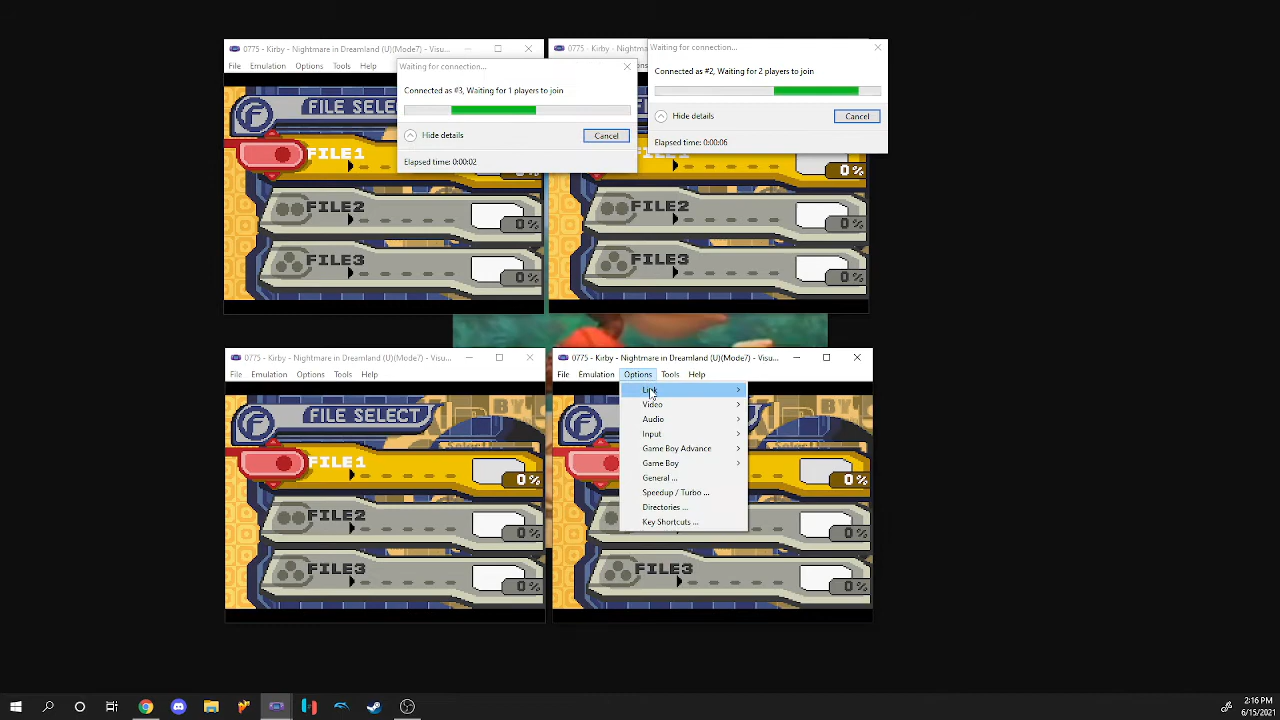 0775 - Kirby - Nightmare in Dreamland (U)(Mode7) - Visu...
File Emulation Options Tools Help
Waiting for connection...
Connected as #3, Waiting for 1 players to join
Hide details
Cancel
Elapsed time: 0:00:02
0775 - Kirby - Nightma
Waiting for connection...
Connected as #2, Waiting for 2 players to join
Hide details
Cancel
Elapsed time: 0:00:06
FILE SELECT
FILE1
FILE2
0%
FILE3
0%
0%
FILE2
0%
FILE3
0%
0775 - Kirby - Nightmare in Dreamland (U)(Mode7) - Visu...
File Emulation Options Tools Help
FILE SELECT
FILE1
0%
FILE2
0%
FILE3
0%
0775 - Kirby - Nightmare in Dreamland (U)(Mode7) - Visu...
File Emulation Options Tools Help
Link
Video
Audio
Input
Game Boy Advance
Game Boy
General ...
Speedup / Turbo ...
Directories ...
Key Shortcuts ...
0%
0%
FILE3
0%
2:16 PM
6/15/2021